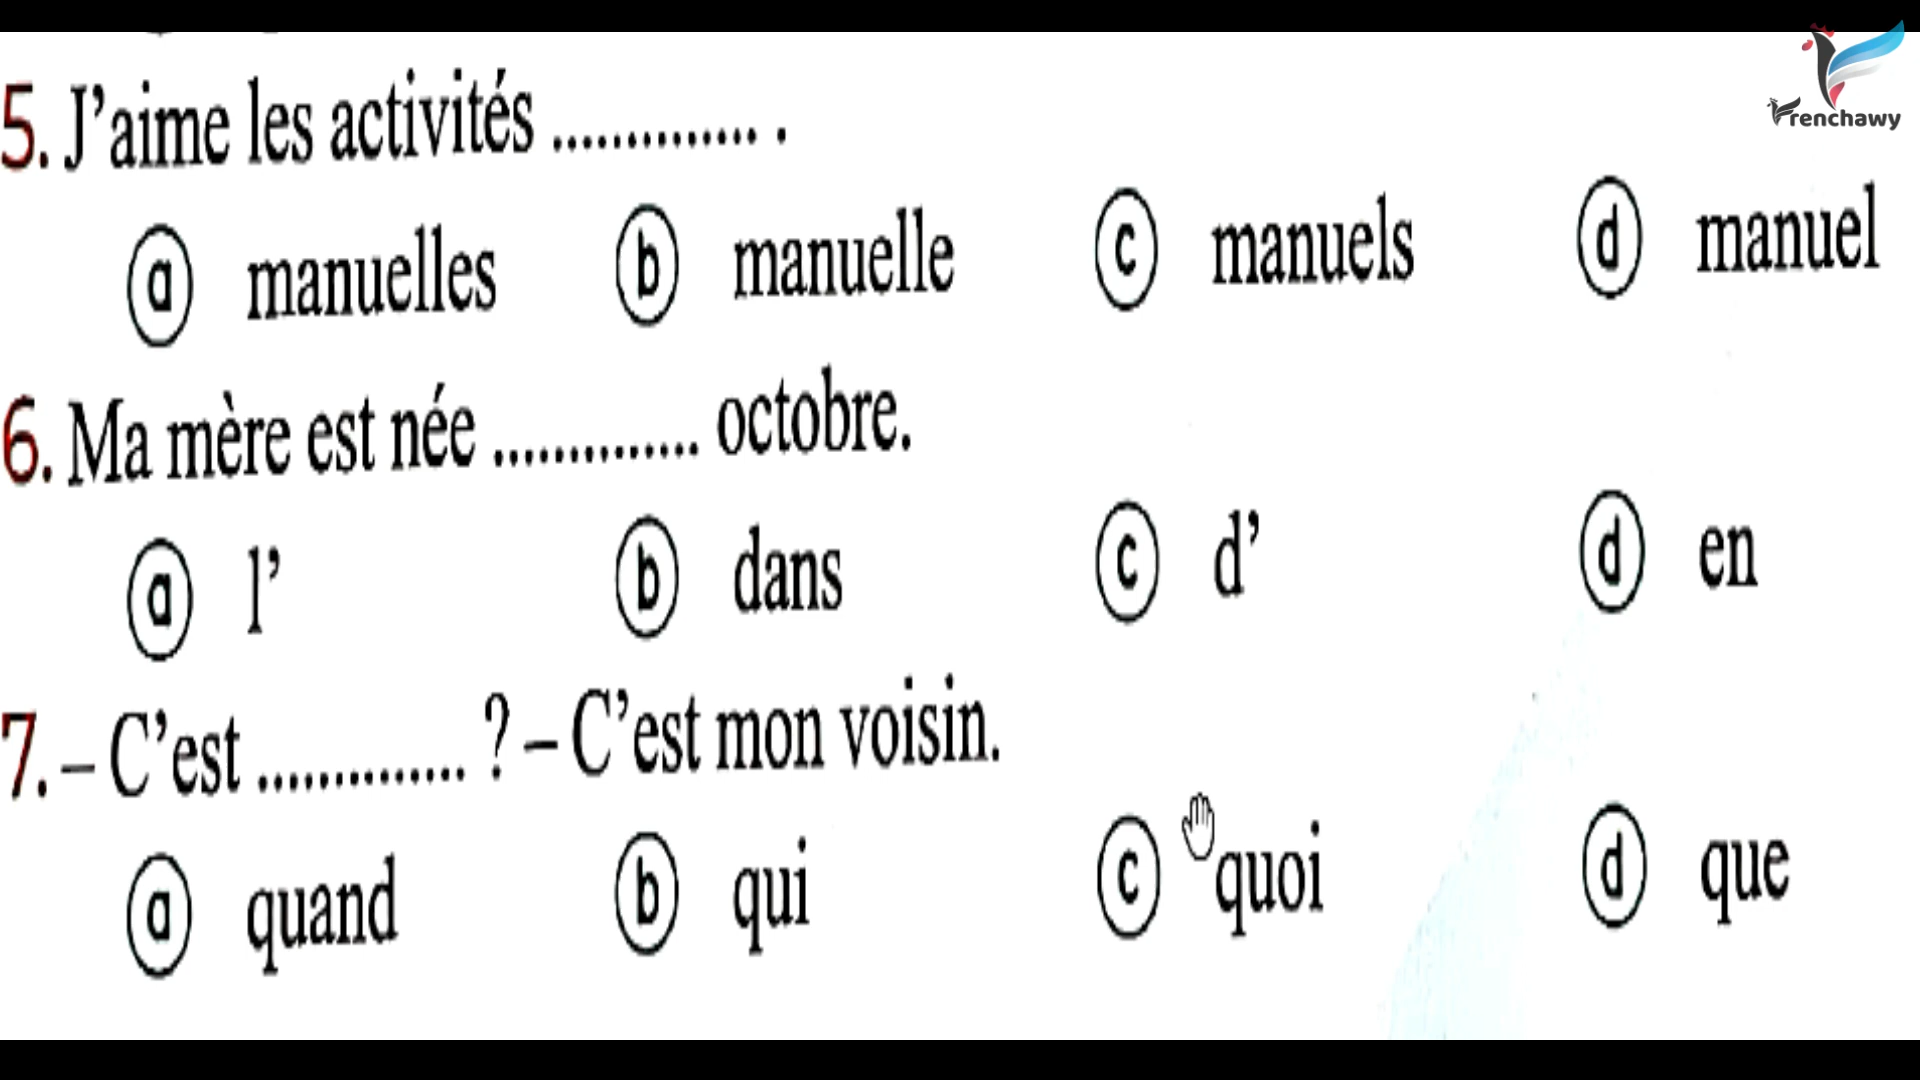 Frenchawy
5. J'aime les activités .............. .
a manuelles b manuelle c manuels d manuel
6. Ma mère est née .............. octobre.
a l' b dans c d' d en
7. – C'est .............. ? – C'est mon voisin.
a quand b qui c quoi d que